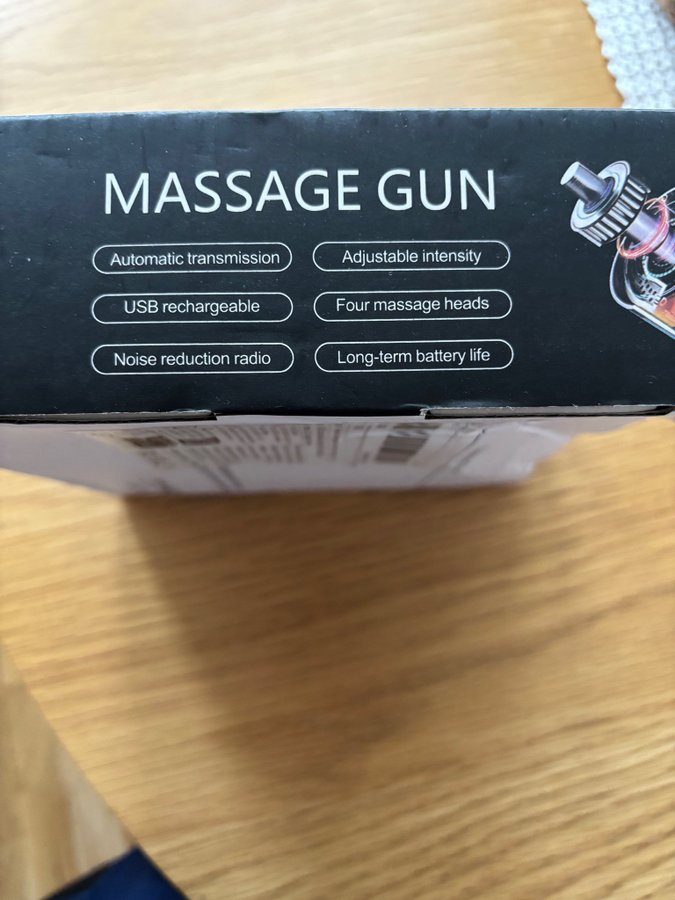 MASSAGE GUN
Automatic transmission
Adjustable intensity
USB rechargeable
Four massage heads
Noise reduction radio
Long-term battery life